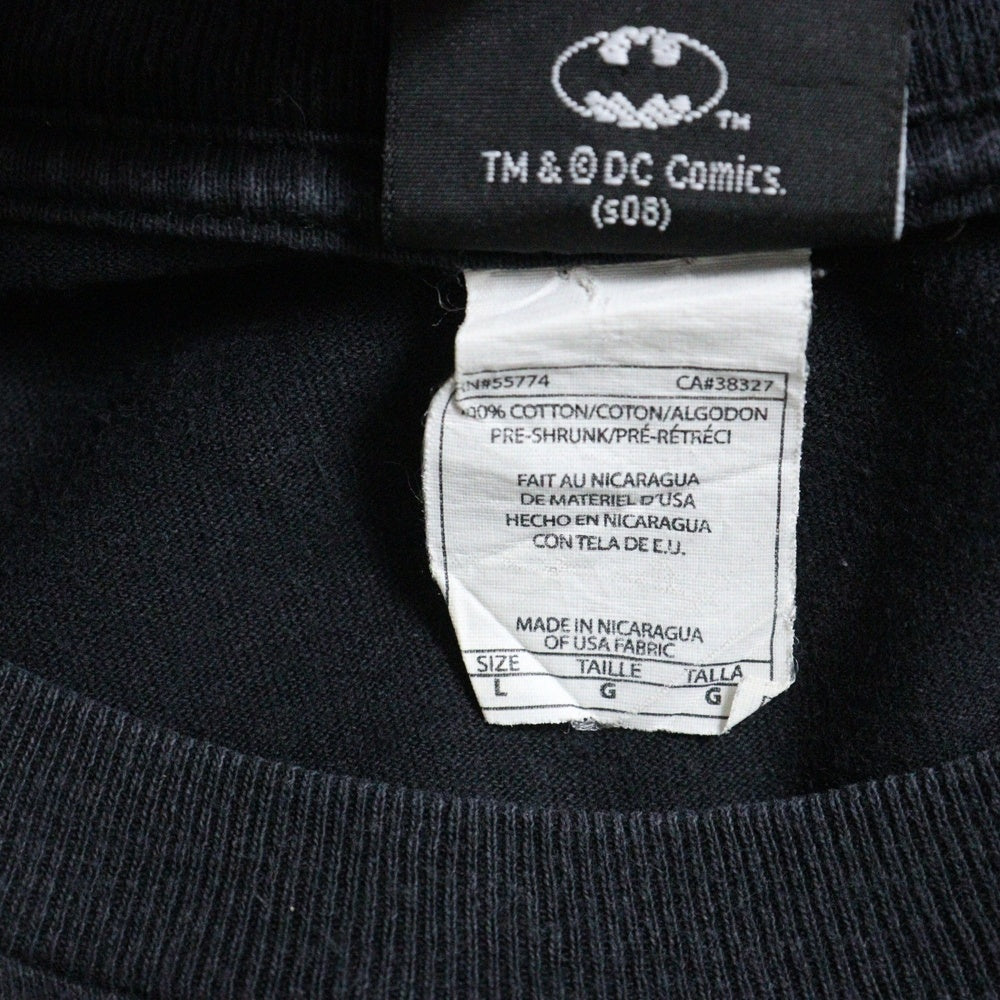 TM
TM & © DC Comics.
(s08)
RN#55774 CA#38327
100% COTTON/COTON/ALGODON
PRE-SHRUNK/PRÉ-RÉTRÉCI
FAIT AU NICARAGUA
DE MATERIEL D'USA
HECHO EN NICARAGUA
CON TELA DE E.U.
MADE IN NICARAGUA
OF USA FABRIC
SIZE TAILLE TALLA
L G G